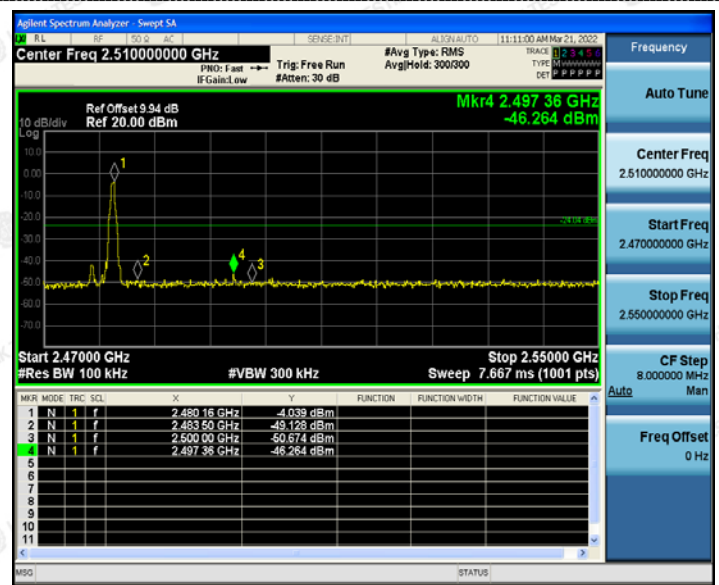 Agilent Spectrum Analyzer - Swept SA
RL RF 50 Ω AC SENSE:INT ALIGNAUTO 11:11:00 AM Mar 21, 2022
Center Freq 2.510000000 GHz
PNO: Fast
IFGain:Low
Trig: Free Run
#Atten: 30 dB
#Avg Type: RMS
Avg|Hold: 300/300
TRACE 1 2 3 4 5 6
TYPE M
DET P P P P P P
Frequency
Auto Tune
Center Freq
2.510000000 GHz
Start Freq
2.470000000 GHz
Stop Freq
2.550000000 GHz
CF Step
8.000000 MHz
Auto Man
Freq Offset
0 Hz
Ref Offset 9.94 dB
10 dB/div Ref 20.00 dBm
Log
Mkr4 2.497 36 GHz
-46.264 dBm
10.0
0.00
-10.0
-20.0
-30.0
-40.0
-50.0
-60.0
-70.0
1
2
4
3
-24.04 dBm
Start 2.47000 GHz Stop 2.55000 GHz
#Res BW 100 kHz #VBW 300 kHz Sweep 7.667 ms (1001 pts)
MKR MODE TRC SCL X Y FUNCTION FUNCTION WIDTH FUNCTION VALUE
1 N 1 f 2.480 16 GHz -4.039 dBm
2 N 1 f 2.483 50 GHz -49.128 dBm
3 N 1 f 2.500 00 GHz -50.674 dBm
4 N 1 f 2.497 36 GHz -46.264 dBm
5
6
7
8
9
10
11
MSG STATUS